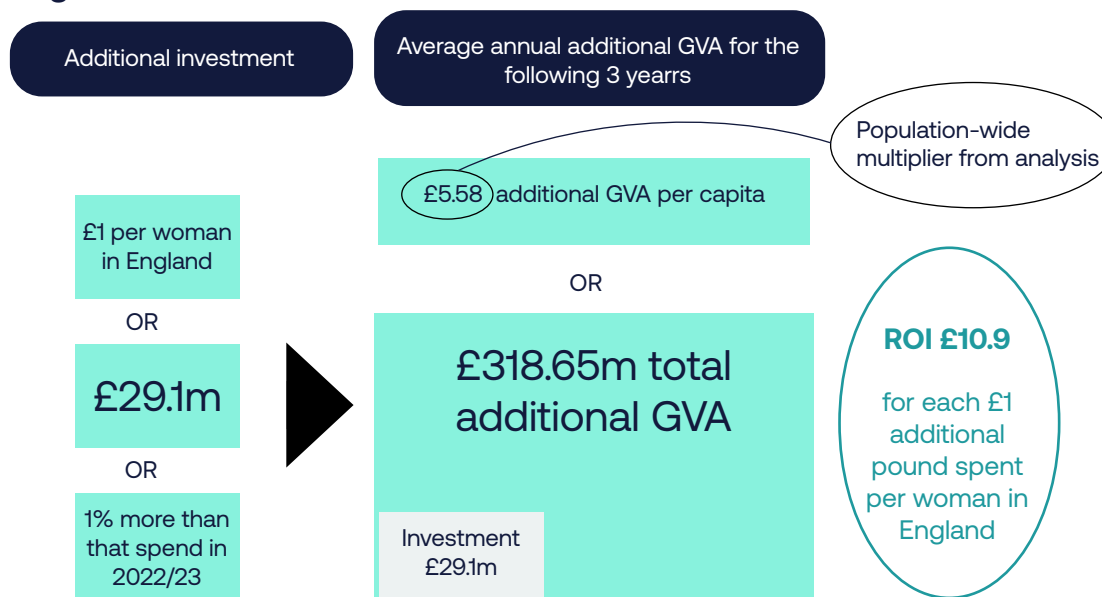 Additional investment
Average annual additional GVA for the
following 3 yearrs
Population-wide
multiplier from analysis
£5.58 additional GVA per capita
£1 per woman
in England
OR
£29.1m
OR
1% more than
that spend in
2022/23
OR
£318.65m total
additional GVA
Investment
£29.1m
ROI £10.9
for each £1
additional
pound spent
per woman in
England